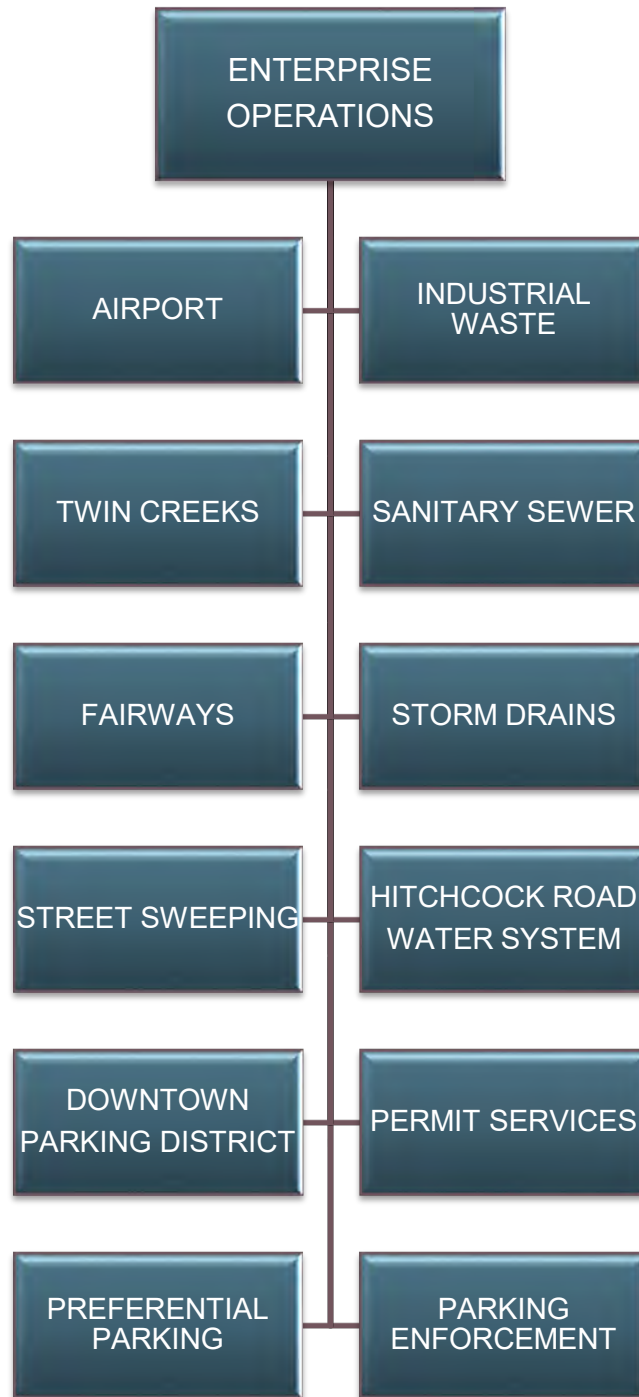 ENTERPRISE
OPERATIONS
AIRPORT
INDUSTRIAL
WASTE
TWIN CREEKS
SANITARY SEWER
FAIRWAYS
STORM DRAINS
STREET SWEEPING
HITCHCOCK ROAD
WATER SYSTEM
DOWNTOWN
PARKING DISTRICT
PERMIT SERVICES
PREFERENTIAL
PARKING
PARKING
ENFORCEMENT